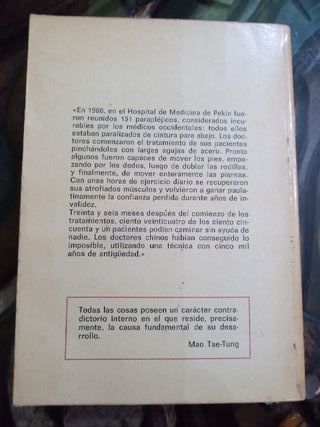 «En 1966, en el Hospital de Medicina de Pekín fue-
ron reunidos 151 parapléjicos, considerados incu-
rables por los médicos occidentales: todos ellos
estaban paralizados de cintura para abajo. Los doc-
tores comenzaron el tratamiento de sus pacientes
pinchándoles con largas agujas de acero. Pronto
algunos fueron capaces de mover los pies, empe-
zando por los dedos, luego de doblar las rodillas,
y finalmente, de mover enteramente las piernas.
Con unas horas de ejercicio diario se recuperaron
sus atrofiados músculos y volvieron a ganar paula-
tinamente la confianza perdida durante años de in-
validez.
Treinta y seis meses después del comienzo de los
tratamientos, ciento veinticuatro de los ciento cin-
cuenta y un pacientes podían caminar sin ayuda de
nadie. Los doctores chinos habían conseguido lo
imposible, utilizando una técnica con cinco mil
años de antigüedad.»
Todas las cosas poseen un carácter contra-
dictorio interno en el que reside, precisa-
mente, la causa fundamental de su desa-
rrollo.
Mao Tse-Tung